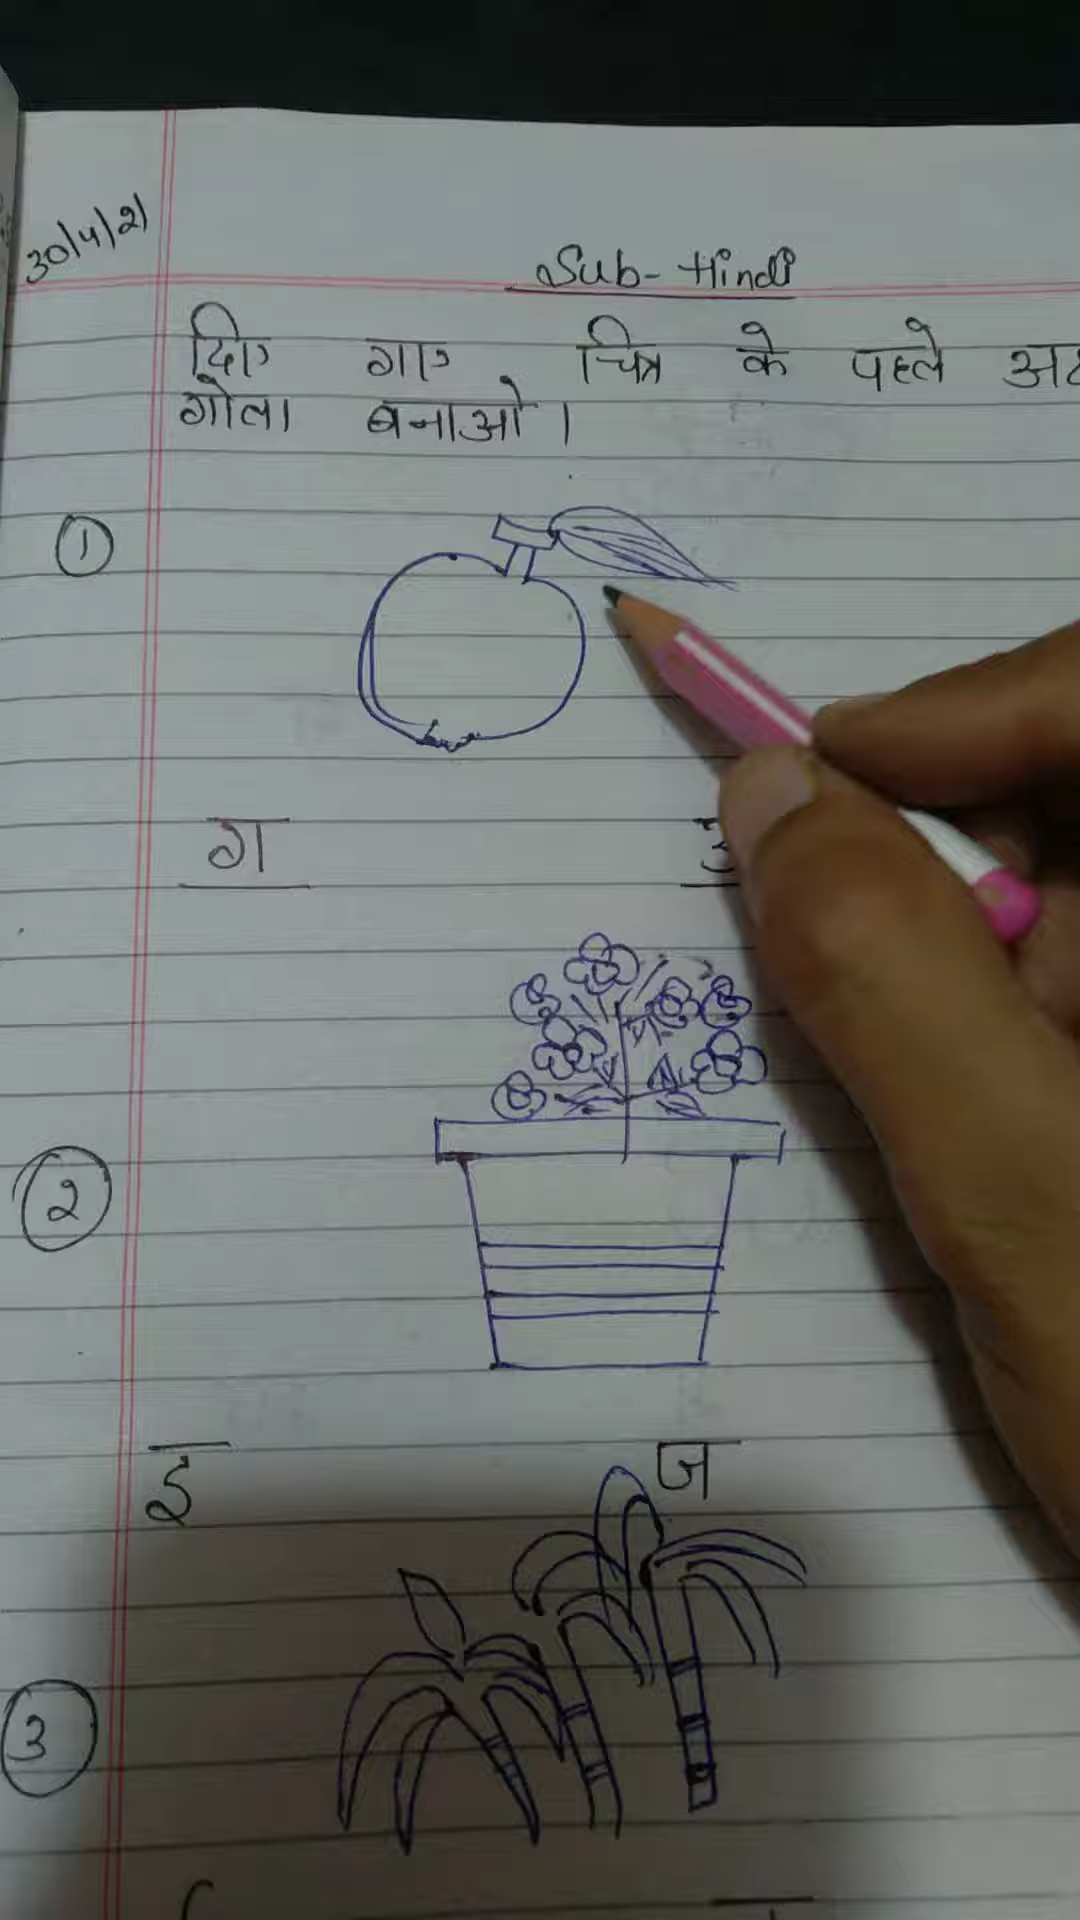 30/4/21
Sub- Hindi
दिए गए चित्र के पहले
गोला बनाओ।
1
ग
2
इ ज
3